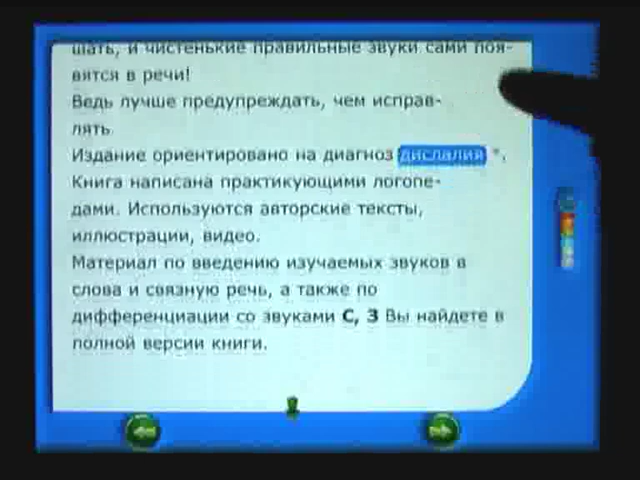 шать, и чистенькие правильные звуки сами поя-
вятся в речи!
Ведь лучше предупреждать, чем исправ-
лять
Издание ориентировано на диагноз дислалия *.
Книга написана практикующими логопе-
дами. Используются авторские тексты,
иллюстрации, видео.
Материал по введению изучаемых звуков в
слова и связную речь, а также по
дифференциации со звуками С, З Вы найдете в
полной версии книги.